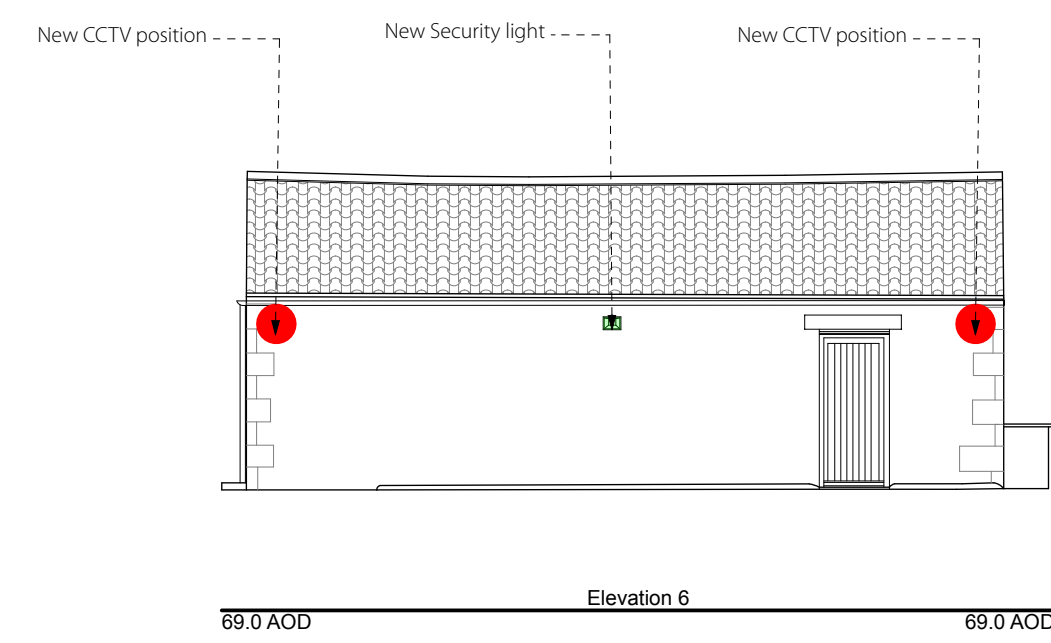 New CCTV position
New Security light
New CCTV position
Elevation 6
69.0 AOD
69.0 AOD